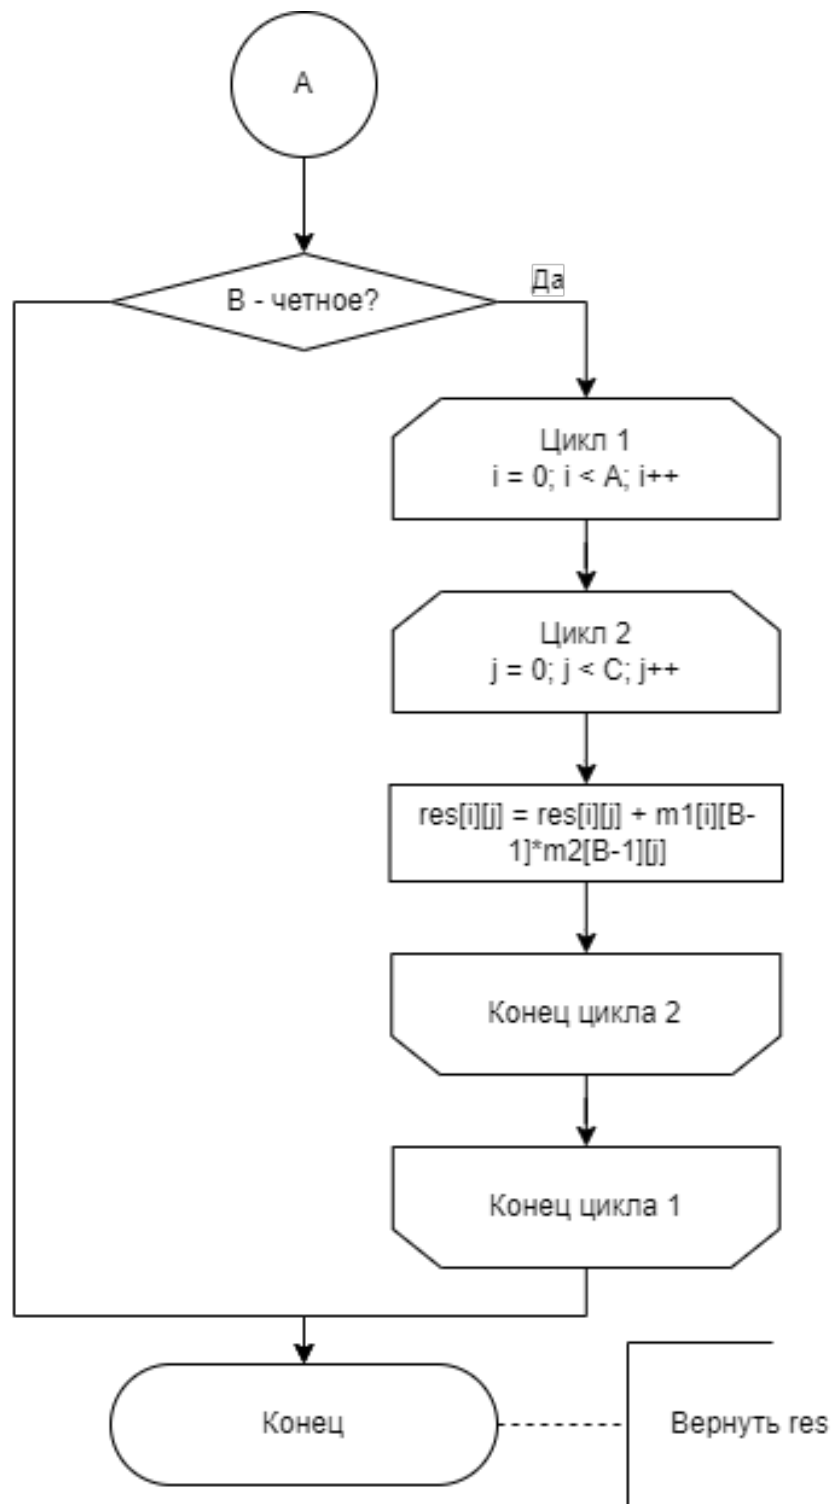 A
B - четное?
Да
Цикл 1
i = 0; i < A; i++
Цикл 2
j = 0; j < C; j++
res[i][j] = res[i][j] + m1[i][B-
1]*m2[B-1][j]
Конец цикла 2
Конец цикла 1
Конец
Вернуть res